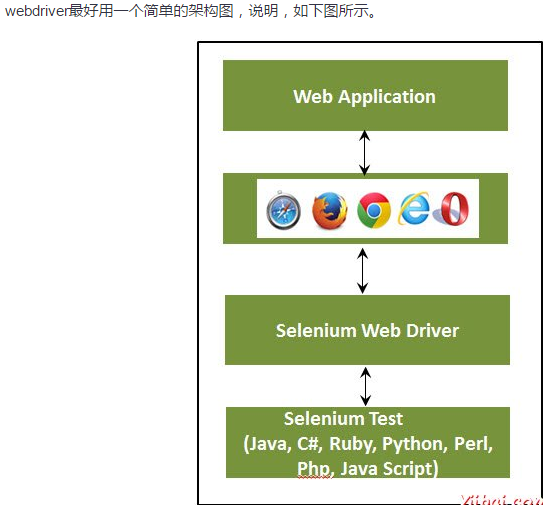 webdriver最好用一个简单的架构图，说明，如下图所示。
Web Application
Selenium Web Driver
Selenium Test
(Java, C#, Ruby, Python, Perl,
Php, Java Script)
Yiibai.com